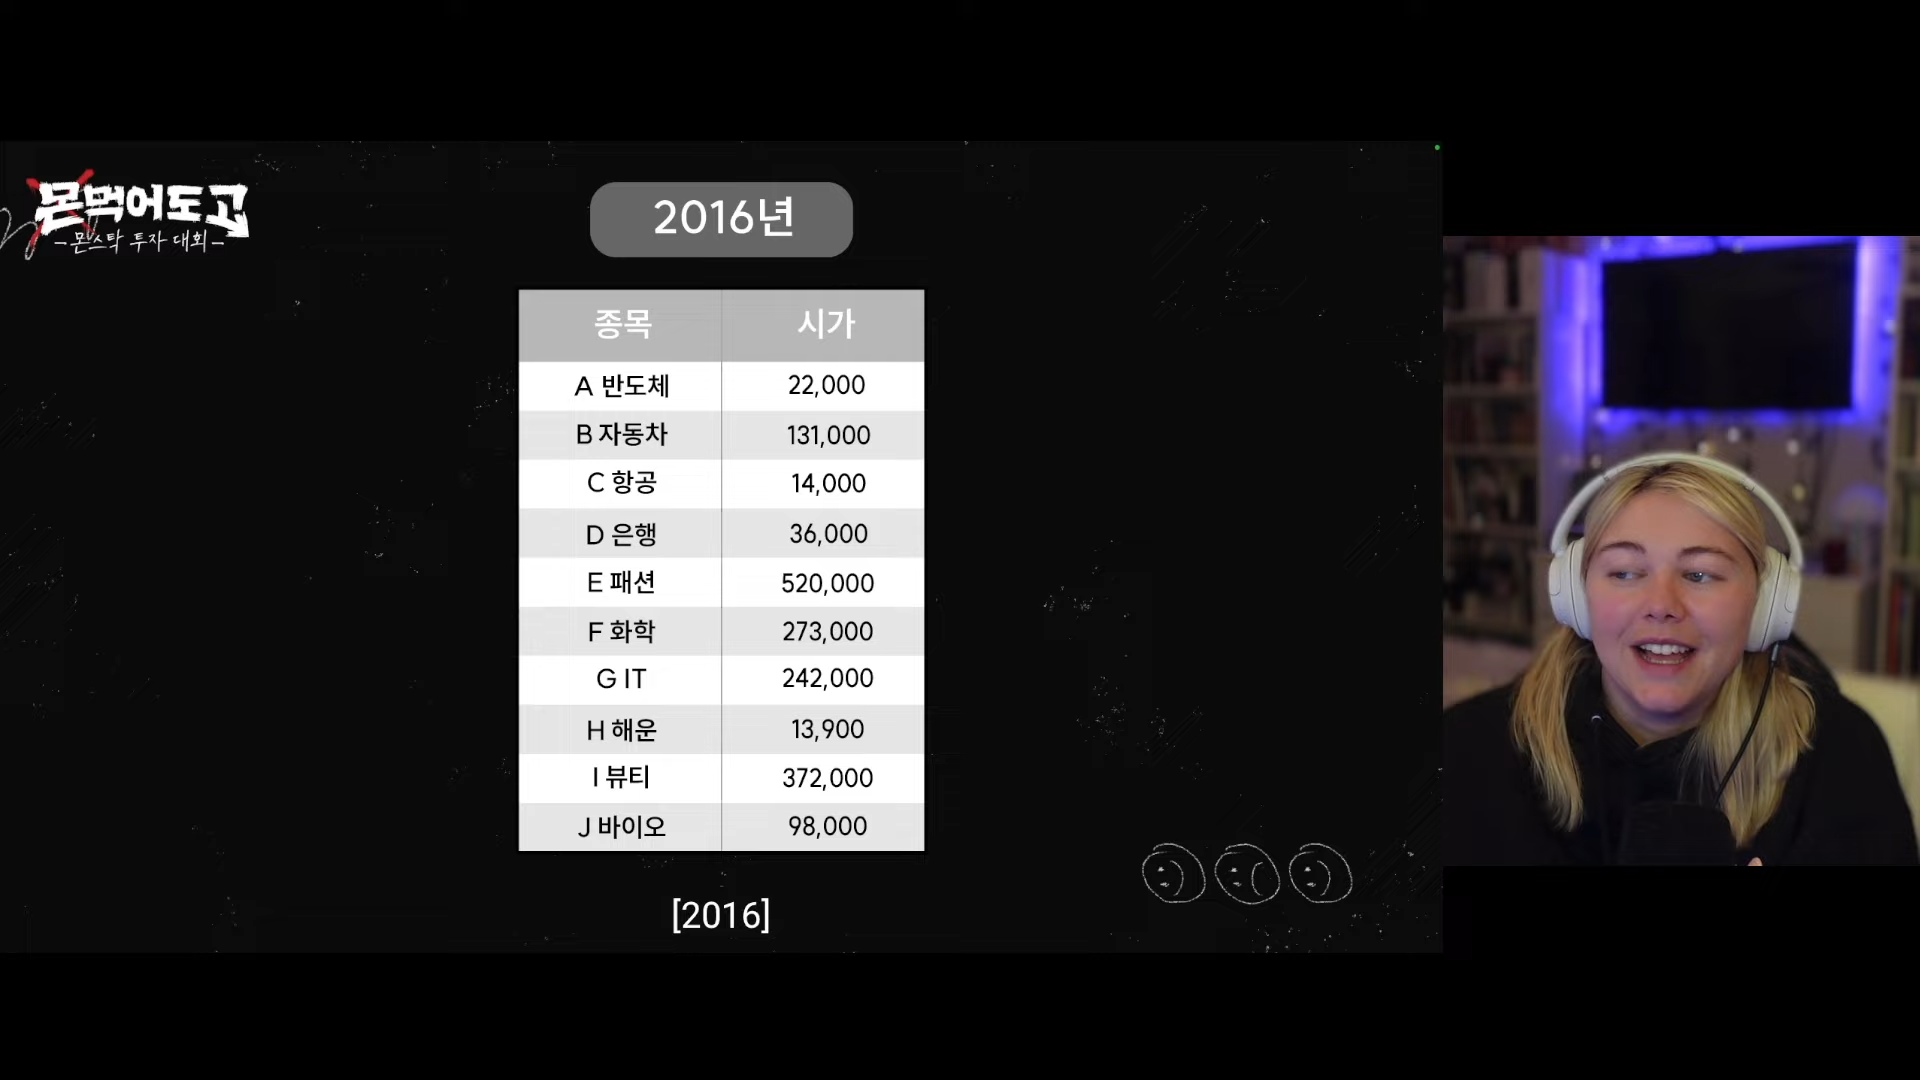 몬먹어도고
-몬스탁 투자 대회-
2016년
종목 시가
A 반도체 22,000
B 자동차 131,000
C 항공 14,000
D 은행 36,000
E 패션 520,000
F 화학 273,000
G IT 242,000
H 해운 13,900
I 뷰티 372,000
J 바이오 98,000
[2016]